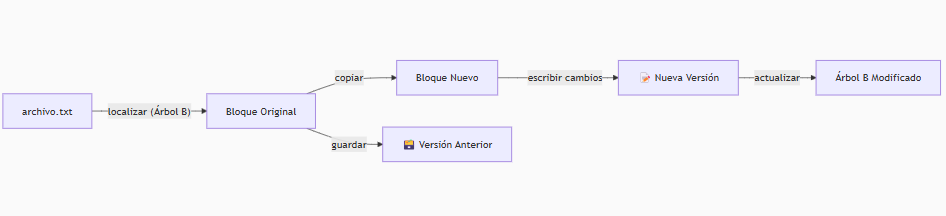 archivo.txt
localizar (Árbol B)
Bloque Original
copiar
Bloque Nuevo
escribir cambios
📝 Nueva Versión
actualizar
Árbol B Modificado
guardar
💾 Versión Anterior